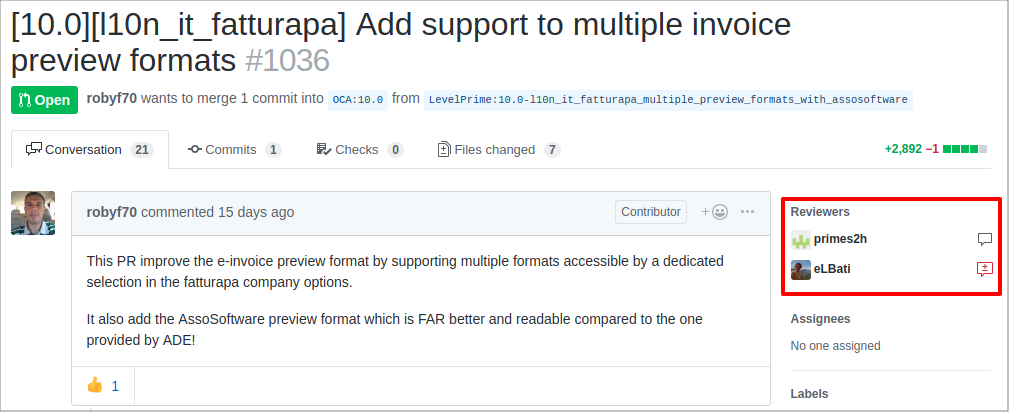 [10.0][l10n_it_fatturapa] Add support to multiple invoice
preview formats #1036
Open robyf70 wants to merge 1 commit into OCA:10.0 from LevelPrime:10.0-l10n_it_fatturapa_multiple_preview_formats_with_assosoftware
Conversation 21 Commits 1 Checks 0 Files changed 7 +2,892 −1
robyf70 commented 15 days ago Contributor
This PR improve the e-invoice preview format by supporting multiple formats accessible by a dedicated
selection in the fatturapa company options.
It also add the AssoSoftware preview format which is FAR better and readable compared to the one
provided by ADE!
1
Reviewers
primes2h
eLBati
Assignees
No one assigned
Labels